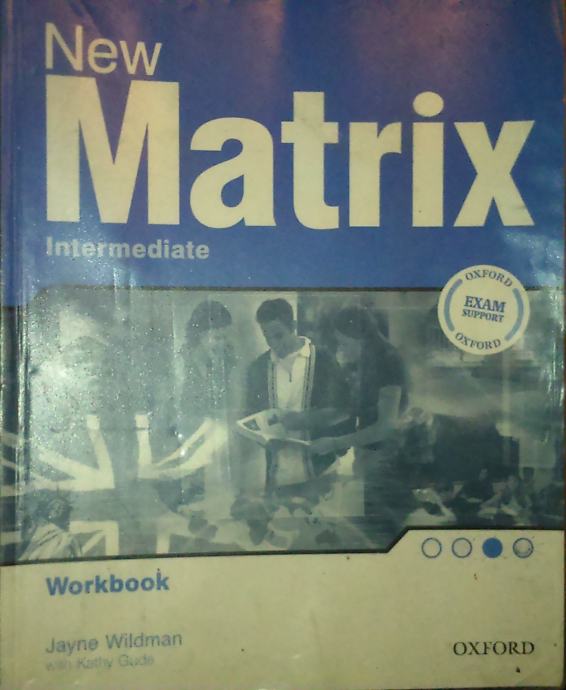 New
Matrix
Intermediate
OXFORD
EXAM
SUPPORT
OXFORD
Workbook
Jayne Wildman
with Kathy Gude
OXFORD